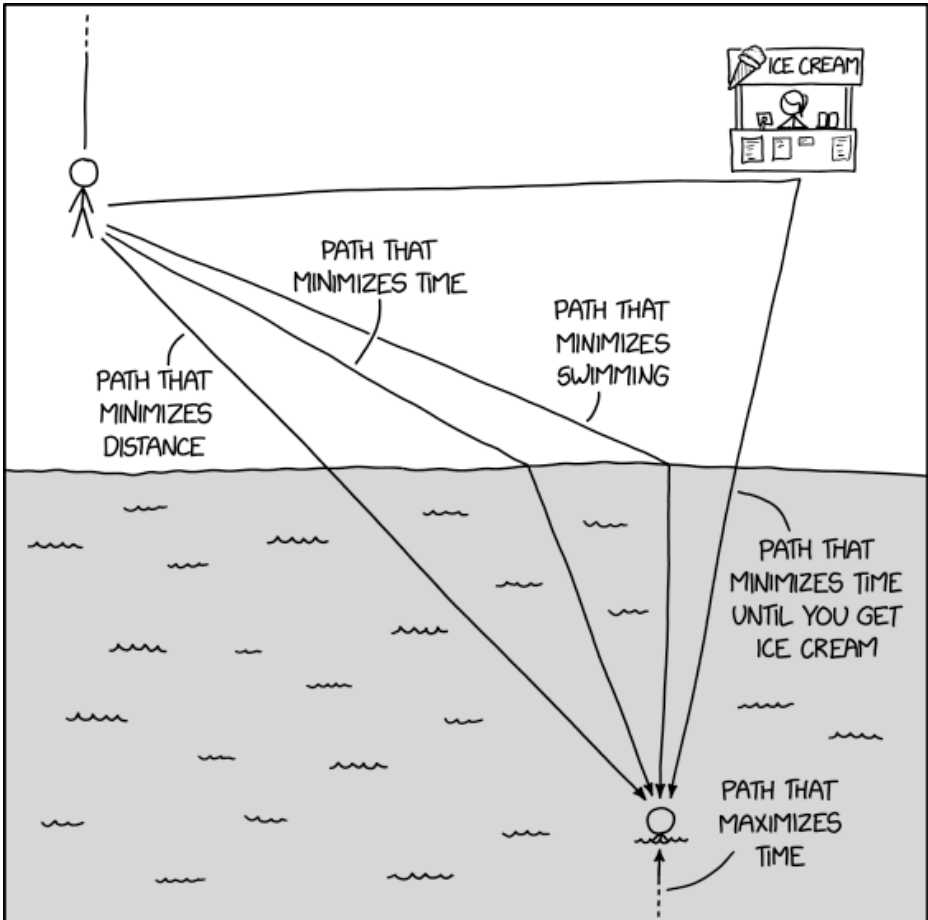 ICE CREAM
PATH THAT
MINIMIZES TIME
PATH THAT
MINIMIZES
SWIMMING
PATH THAT
MINIMIZES
DISTANCE
PATH THAT
MINIMIZES TIME
UNTIL YOU GET
ICE CREAM
PATH THAT
MAXIMIZES
TIME